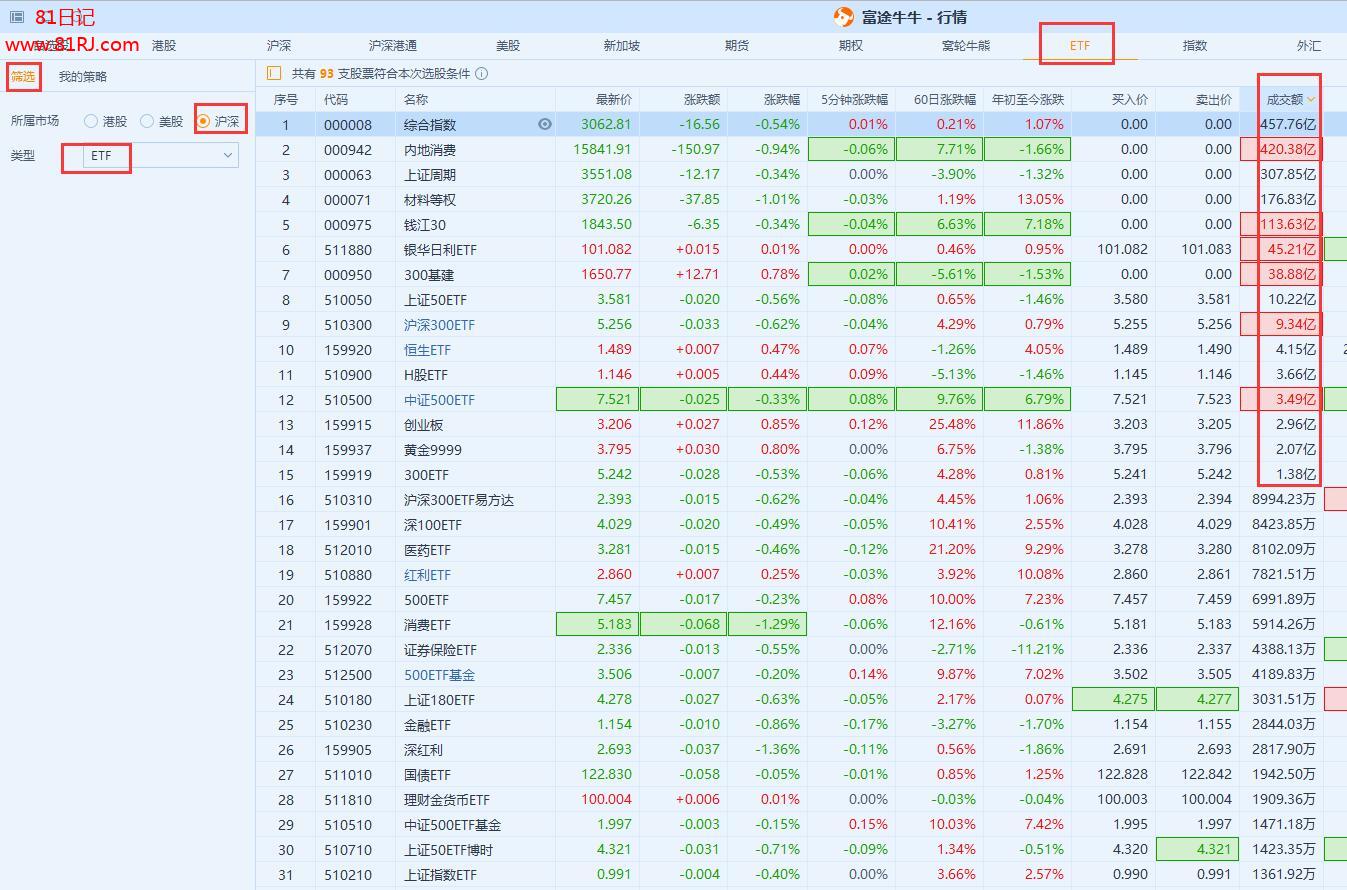 81日记
富途牛牛 - 行情
www.81RJ.com
港股 沪深 沪深港通 美股 新加坡 期货 期权 窝轮牛熊 ETF 指数 外汇
筛选 我的策略
共有 93 支股票符合本次选股条件
所属市场 港股 美股 沪深
类型 ETF
序号 代码 名称 最新价 涨跌额 涨跌幅 5分钟涨跌幅 60日涨跌幅 年初至今涨跌 买入价 卖出价 成交额
1 000008 综合指数 3062.81 -16.56 -0.54% 0.01% 0.21% 1.07% 0.00 0.00 457.76亿
2 000942 内地消费 15841.91 -150.97 -0.94% -0.06% 7.71% -1.66% 0.00 0.00 420.38亿
3 000063 上证周期 3551.08 -12.17 -0.34% 0.00% -3.90% -1.32% 0.00 0.00 307.85亿
4 000071 材料等权 3720.26 -37.85 -1.01% -0.03% 1.19% 13.05% 0.00 0.00 176.83亿
5 000975 钱江30 1843.50 -6.35 -0.34% -0.04% 6.63% 7.18% 0.00 0.00 113.63亿
6 511880 银华日利ETF 101.082 +0.015 0.01% 0.00% 0.46% 0.95% 101.082 101.083 45.21亿
7 000950 300基建 1650.77 +12.71 0.78% 0.02% -5.61% -1.53% 0.00 0.00 38.88亿
8 510050 上证50ETF 3.581 -0.020 -0.56% -0.08% 0.65% -1.46% 3.580 3.581 10.22亿
9 510300 沪深300ETF 5.256 -0.033 -0.62% -0.04% 4.29% 0.79% 5.255 5.256 9.34亿
10 159920 恒生ETF 1.489 +0.007 0.47% 0.07% -1.26% 4.05% 1.489 1.490 4.15亿
11 510900 H股ETF 1.146 +0.005 0.44% 0.09% -5.13% -1.46% 1.145 1.146 3.66亿
12 510500 中证500ETF 7.521 -0.025 -0.33% 0.08% 9.76% 6.79% 7.521 7.523 3.49亿
13 159915 创业板 3.206 +0.027 0.85% 0.12% 25.48% 11.86% 3.203 3.205 2.96亿
14 159937 黄金9999 3.795 +0.030 0.80% 0.00% 6.75% -1.38% 3.795 3.796 2.07亿
15 159919 300ETF 5.242 -0.028 -0.53% -0.06% 4.28% 0.81% 5.241 5.242 1.38亿
16 510310 沪深300ETF易方达 2.393 -0.015 -0.62% -0.04% 4.45% 1.06% 2.393 2.394 8994.23万
17 159901 深100ETF 4.029 -0.020 -0.49% -0.05% 10.41% 2.55% 4.028 4.029 8423.85万
18 512010 医药ETF 3.281 -0.015 -0.46% -0.12% 21.20% 9.29% 3.278 3.280 8102.09万
19 510880 红利ETF 2.860 +0.007 0.25% -0.03% 3.92% 10.08% 2.860 2.861 7821.51万
20 159922 500ETF 7.457 -0.017 -0.23% 0.08% 10.00% 7.23% 7.457 7.459 6991.89万
21 159928 消费ETF 5.183 -0.068 -1.29% -0.06% 12.16% -0.61% 5.181 5.183 5914.26万
22 512070 证券保险ETF 2.336 -0.013 -0.55% 0.00% -2.71% -11.21% 2.336 2.337 4388.13万
23 512500 500ETF基金 3.506 -0.007 -0.20% 0.14% 9.87% 7.02% 3.502 3.505 4189.83万
24 510180 上证180ETF 4.278 -0.027 -0.63% -0.05% 2.17% 0.07% 4.275 4.277 3031.51万
25 510230 金融ETF 1.154 -0.010 -0.86% -0.17% -3.27% -1.70% 1.154 1.155 2844.03万
26 159905 深红利 2.693 -0.037 -1.36% -0.11% 0.56% -1.86% 2.691 2.693 2817.90万
27 511010 国债ETF 122.830 -0.058 -0.05% -0.01% 0.85% 1.25% 122.828 122.842 1942.50万
28 511810 理财金货币ETF 100.004 +0.006 0.01% 0.00% -0.03% -0.04% 100.003 100.004 1909.36万
29 510510 中证500ETF基金 1.997 -0.003 -0.15% 0.15% 10.03% 7.42% 1.995 1.997 1471.18万
30 510710 上证50ETF博时 4.321 -0.031 -0.71% -0.09% 1.34% -0.51% 4.320 4.321 1423.35万
31 510210 上证指数ETF 0.991 -0.004 -0.40% 0.00% 3.66% 2.57% 0.990 0.991 1361.92万